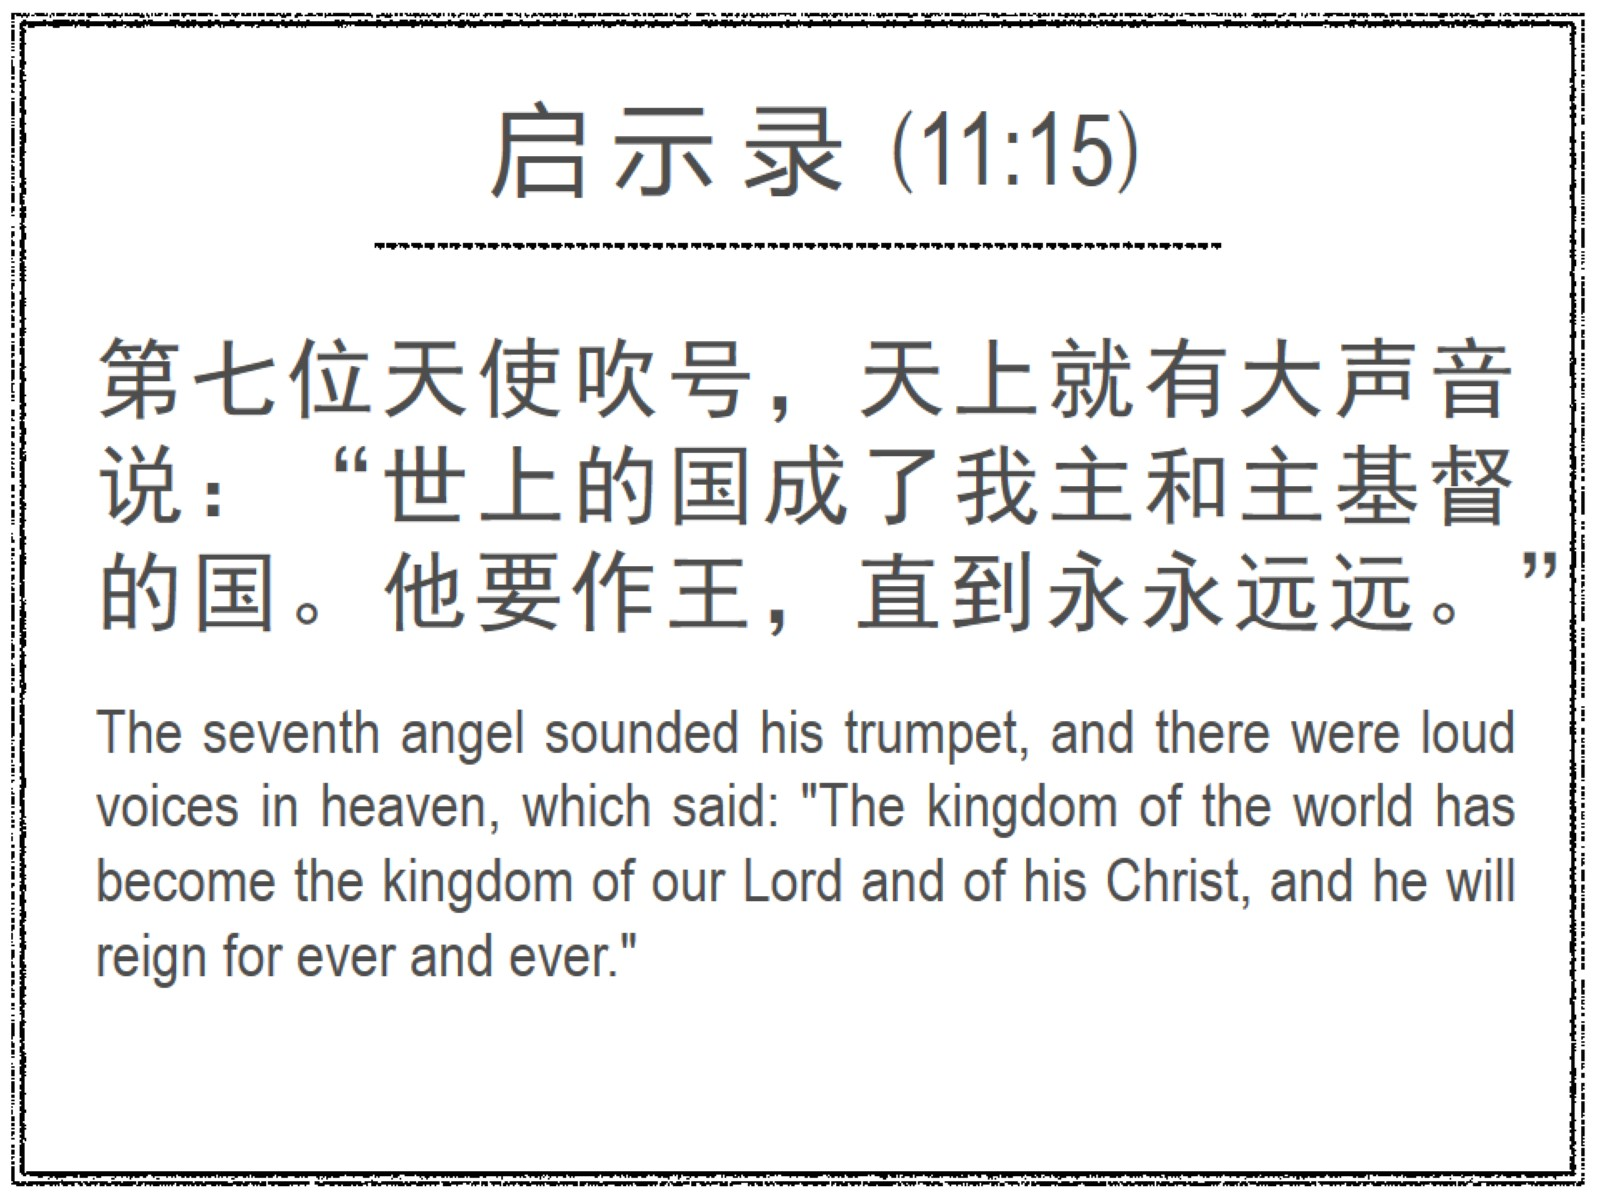 启示录 (11:15)
第七位天使吹号，天上就有大声音
说：“世上的国成了我主和主基督
的国。他要作王，直到永永远远。”
The seventh angel sounded his trumpet, and there were loud
voices in heaven, which said: "The kingdom of the world has
become the kingdom of our Lord and of his Christ, and he will
reign for ever and ever."